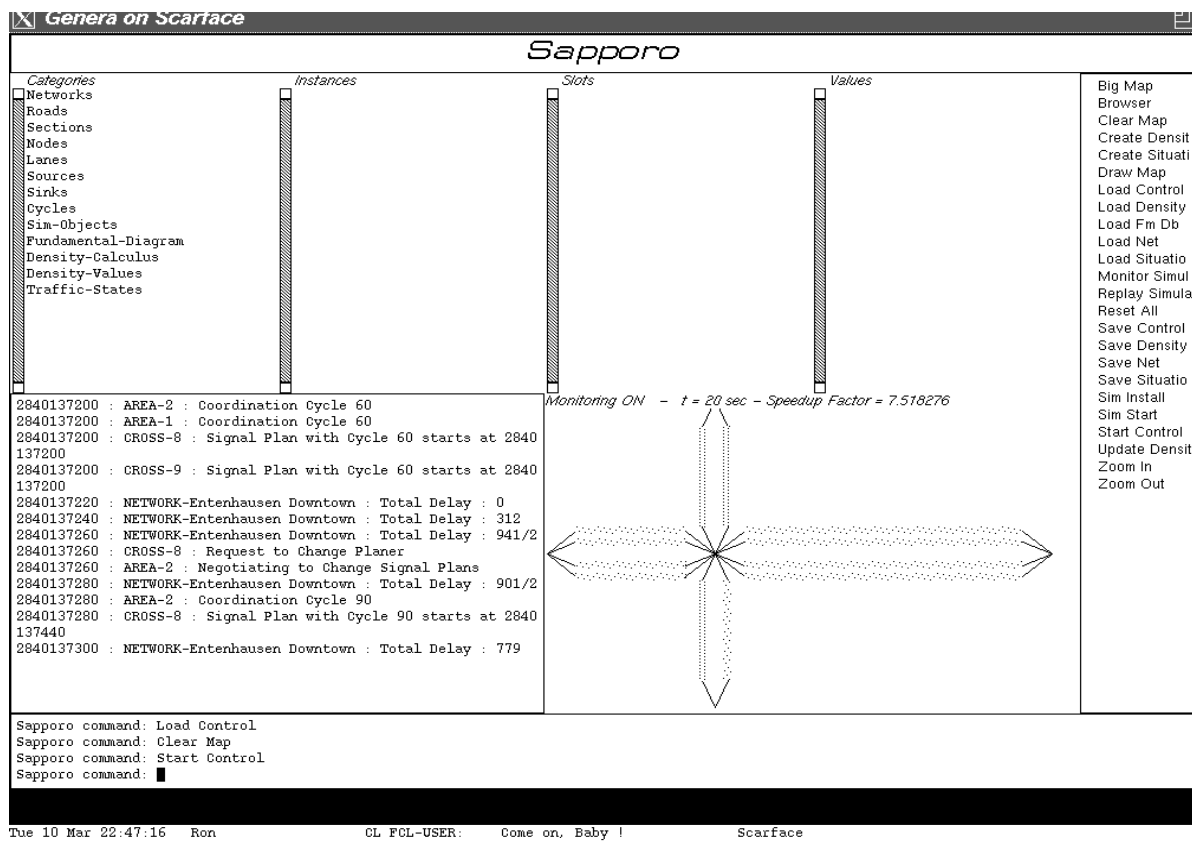 Genera on Scarface
Sapporo
Categories
Networks
Roads
Sections
Nodes
Lanes
Sources
Sinks
Cycles
Sim-Objects
Fundamental-Diagram
Density-Calculus
Density-Values
Traffic-States
Instances
Slots
Values
Big Map
Browser
Clear Map
Create Densit
Create Situati
Draw Map
Load Control
Load Density
Load Fm Db
Load Net
Load Situatio
Monitor Simul
Replay Simula
Reset All
Save Control
Save Density
Save Net
Save Situatio
Sim Install
Sim Start
Start Control
Update Densit
Zoom In
Zoom Out
2840137200 : AREA-2 : Coordination Cycle 60
2840137200 : AREA-1 : Coordination Cycle 60
2840137200 : CROSS-8 : Signal Plan with Cycle 60 starts at 2840
137200
2840137200 : CROSS-9 : Signal Plan with Cycle 60 starts at 2840
137200
2840137220 : NETWORK-Entenhausen Downtown : Total Delay : 0
2840137240 : NETWORK-Entenhausen Downtown : Total Delay : 312
2840137260 : NETWORK-Entenhausen Downtown : Total Delay : 941/2
2840137260 : CROSS-8 : Request to Change Planer
2840137260 : AREA-2 : Negotiating to Change Signal Plans
2840137280 : NETWORK-Entenhausen Downtown : Total Delay : 901/2
2840137280 : AREA-2 : Coordination Cycle 90
2840137280 : CROSS-8 : Signal Plan with Cycle 90 starts at 2840
137440
2840137300 : NETWORK-Entenhausen Downtown : Total Delay : 779
Monitoring ON - t = 20 sec - Speedup Factor = 7.518276
Sapporo command: Load Control
Sapporo command: Clear Map
Sapporo command: Start Control
Sapporo command:
Tue 10 Mar 22:47:16 Ron CL FCL-USER: Come on, Baby ! Scarface